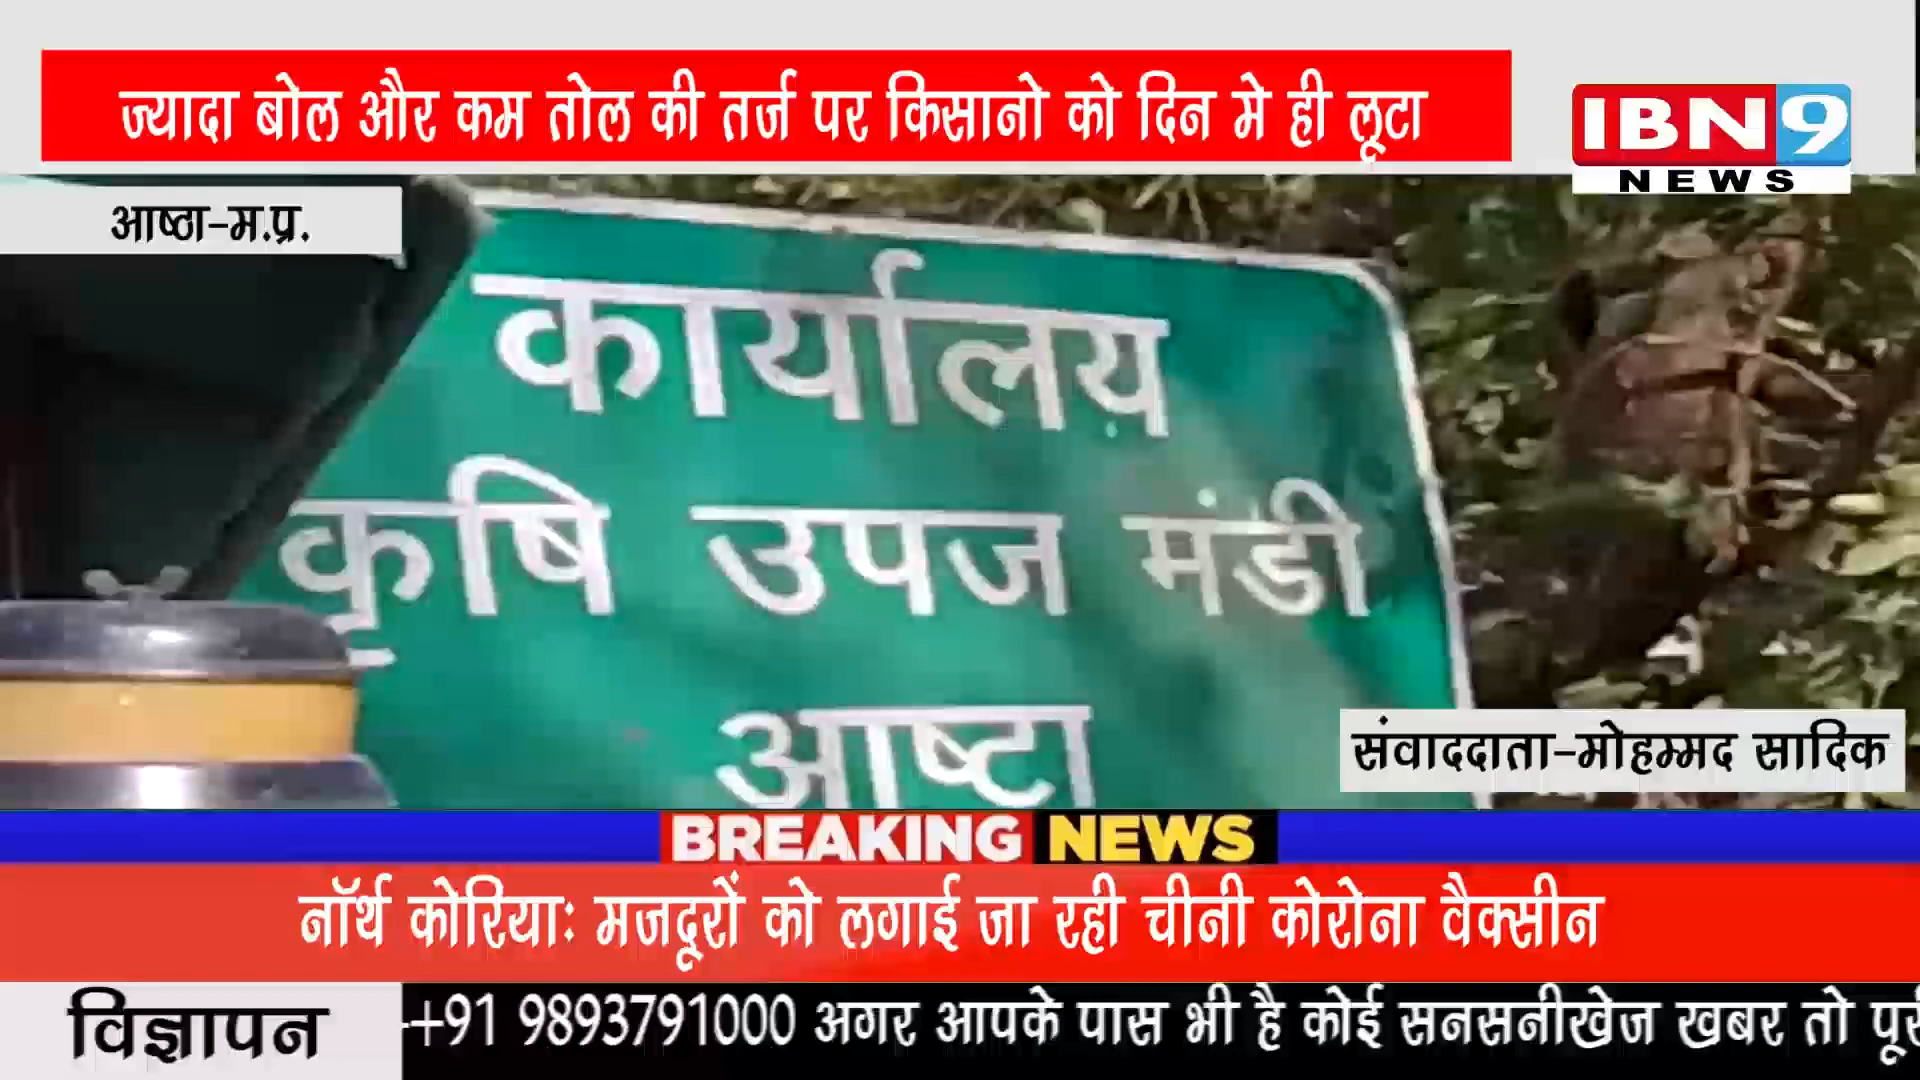 ज्यादा बोल और कम तोल की तर्ज पर किसानो को दिन मे ही लूटा
IBN9
NEWS
आष्ठा-म.प्र.
कार्यालय
कृषि उपज मंडी
आष्टा
संवाददाता-मोहम्मद सादिक
BREAKING NEWS
नॉर्थ कोरियाः मजदूरों को लगाई जा रही चीनी कोरोना वैक्सीन
विज्ञापन
-+91 9893791000 अगर आपके पास भी है कोई सनसनीखेज खबर तो